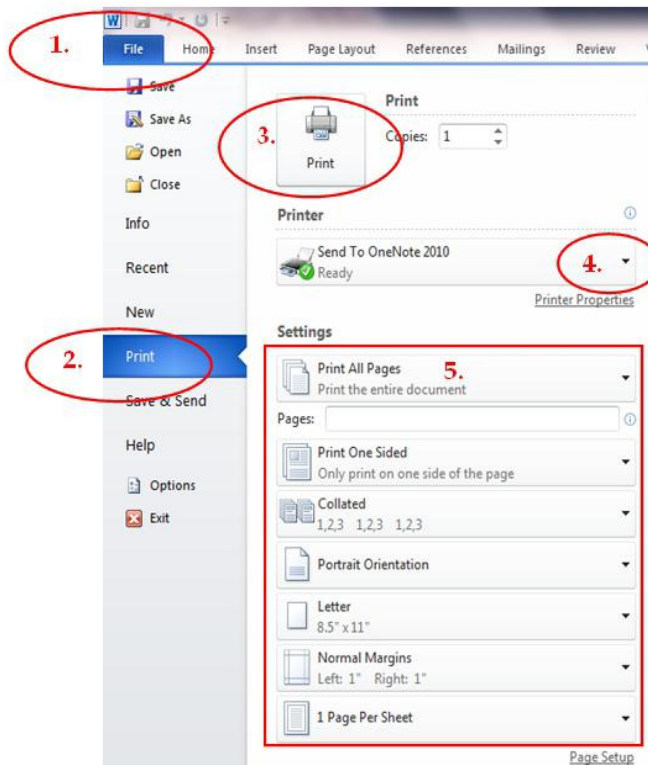 W
1.
File Home Insert Page Layout References Mailings Review
Save
Save As
Open
Close
Info
Recent
New
2. Print
Save & Send
Help
Options
Exit
Print
3. Print
Copies: 1
Printer
Send To OneNote 2010
Ready
4.
Printer Properties
Settings
5.
Print All Pages
Print the entire document
Pages:
Print One Sided
Only print on one side of the page
Collated
1,2,3 1,2,3 1,2,3
Portrait Orientation
Letter
8.5" x 11"
Normal Margins
Left: 1" Right: 1"
1 Page Per Sheet
Page Setup